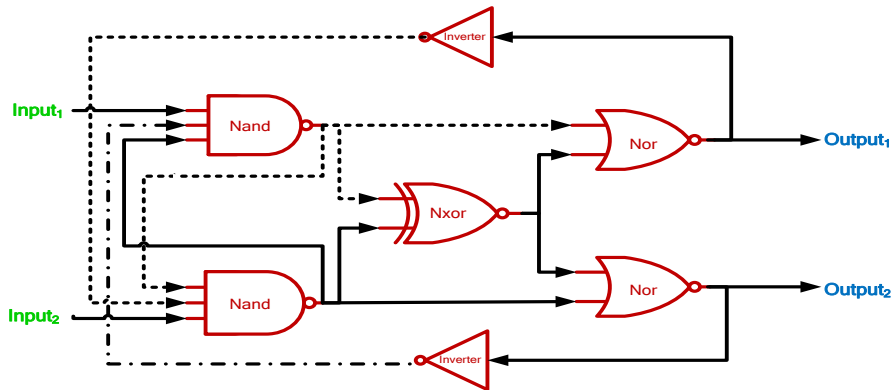 Inverter
Input₁
Nand
Nor
Output₁
Nxor
Nand
Nor
Output₂
Input₂
Inverter